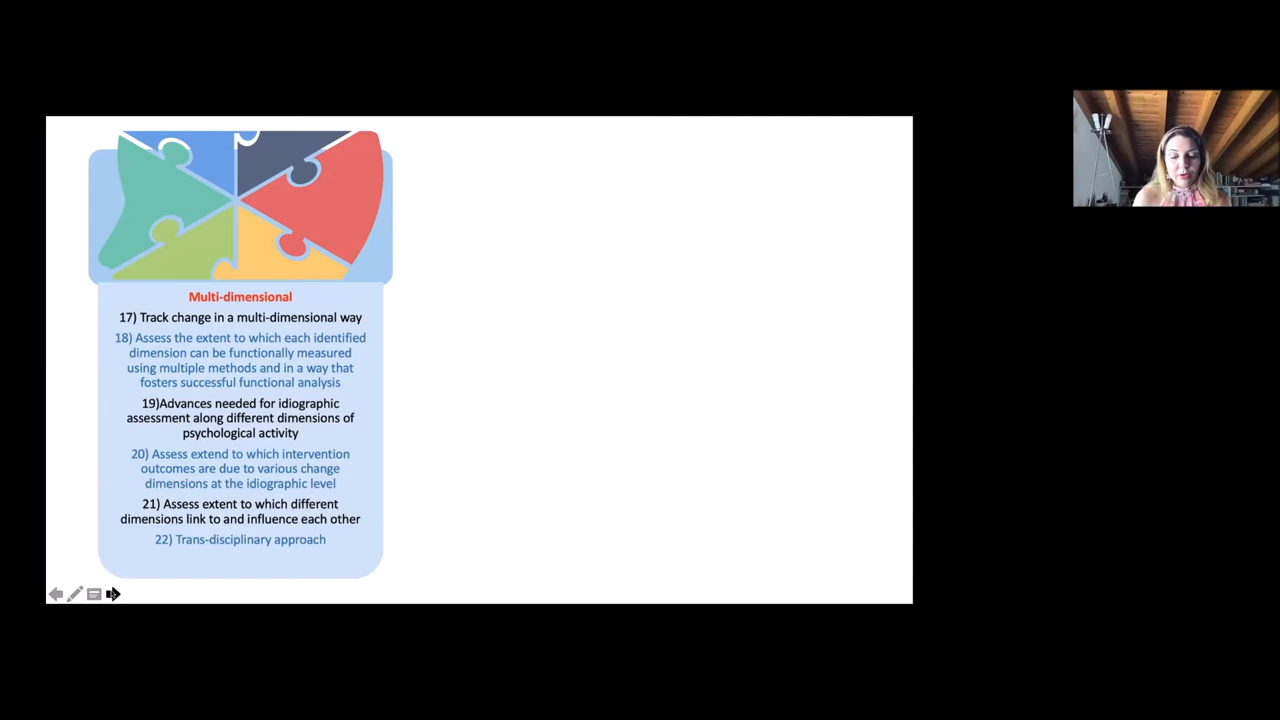 Multi-dimensional
17) Track change in a multi-dimensional way
18) Assess the extent to which each identified
dimension can be functionally measured
using multiple methods and in a way that
fosters successful functional analysis
19)Advances needed for idiographic
assessment along different dimensions of
psychological activity
20) Assess extend to which intervention
outcomes are due to various change
dimensions at the idiographic level
21) Assess extent to which different
dimensions link to and influence each other
22) Trans-disciplinary approach